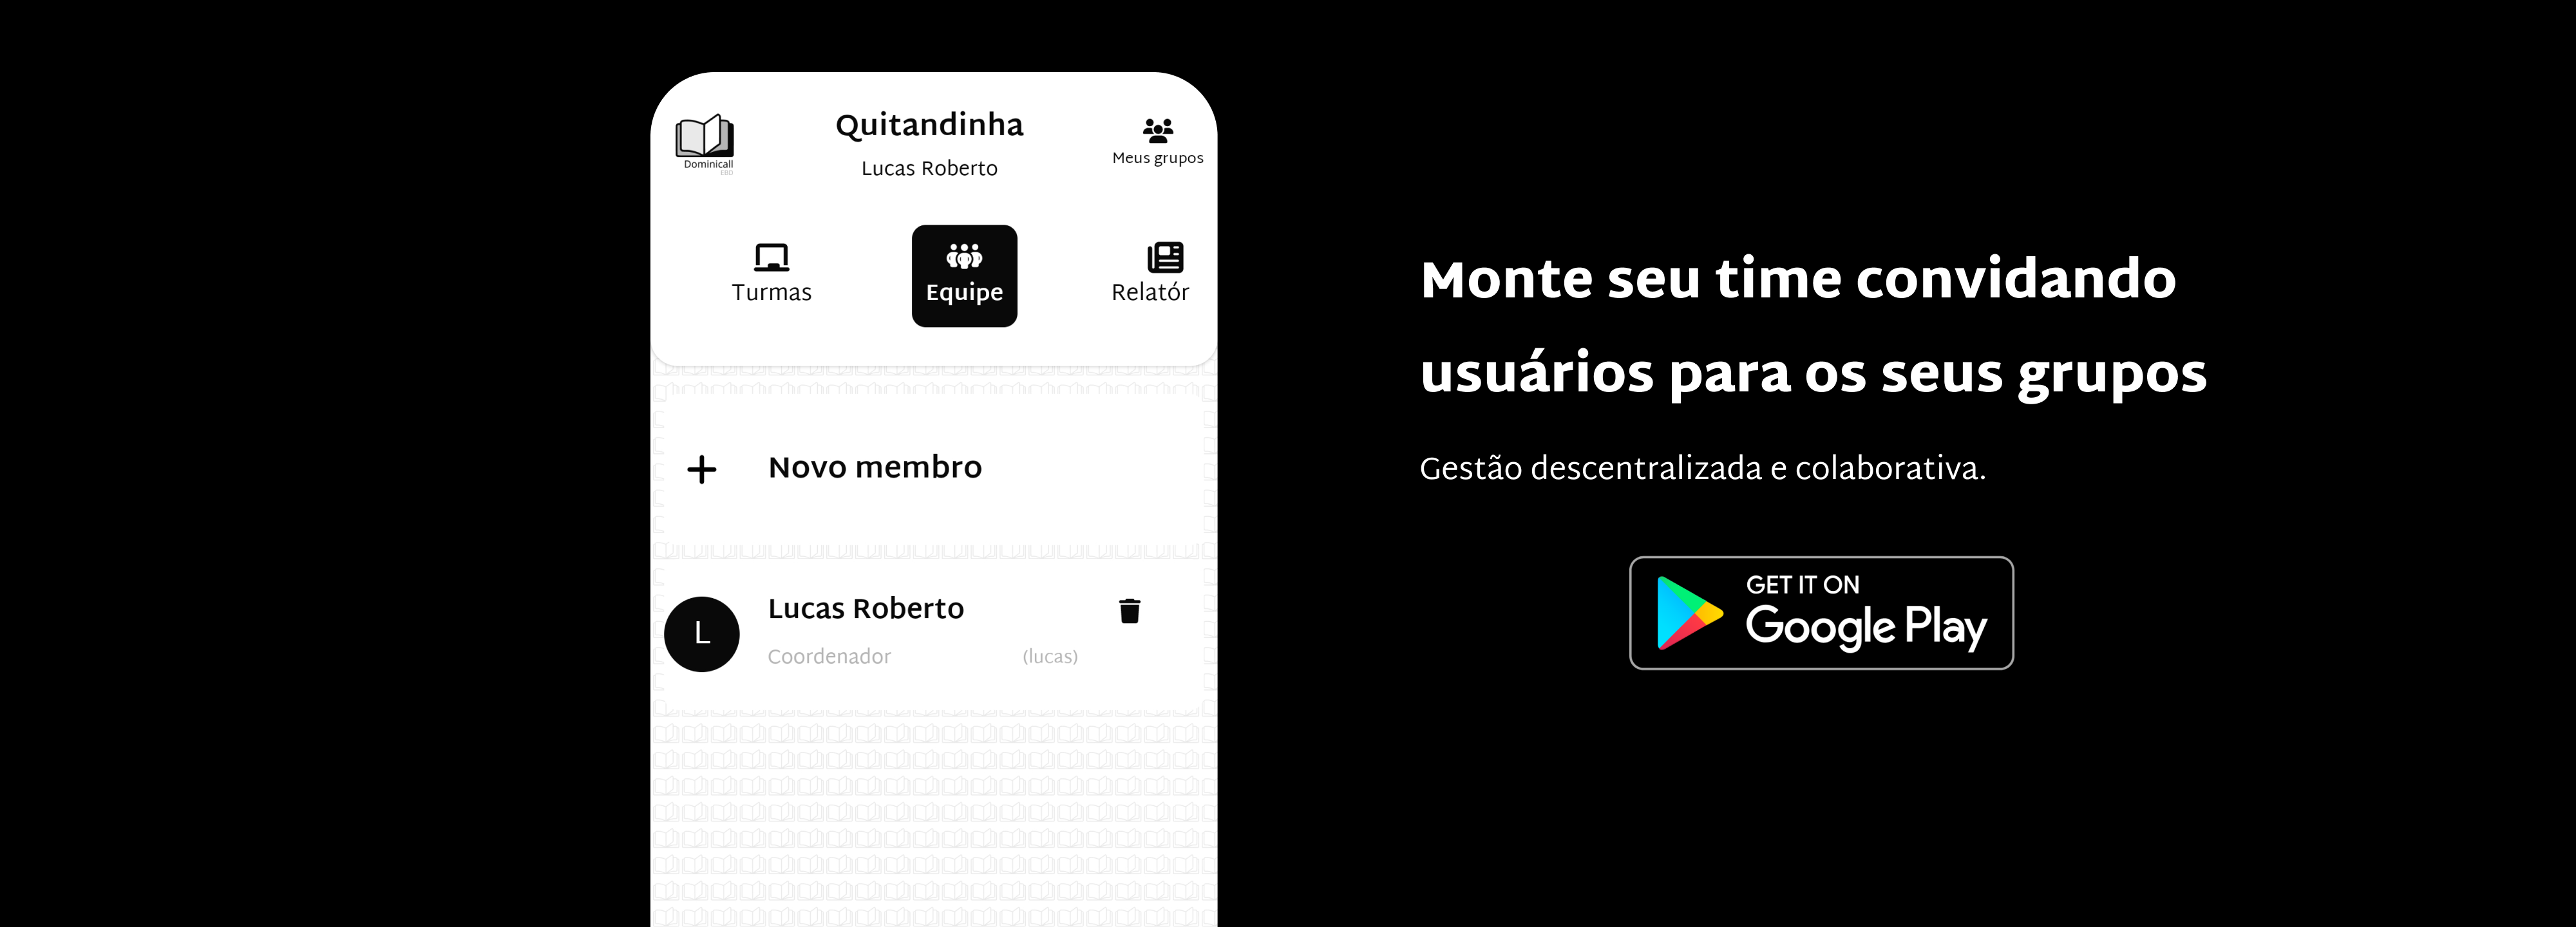 Quitandinha
Lucas Roberto
Dominicall
EBD
Meus grupos
Turmas
Equipe
Relatór
Novo membro
L
Lucas Roberto
Coordenador
(lucas)
Monte seu time convidando
usuários para os seus grupos
Gestão descentralizada e colaborativa.
GET IT ON
Google Play